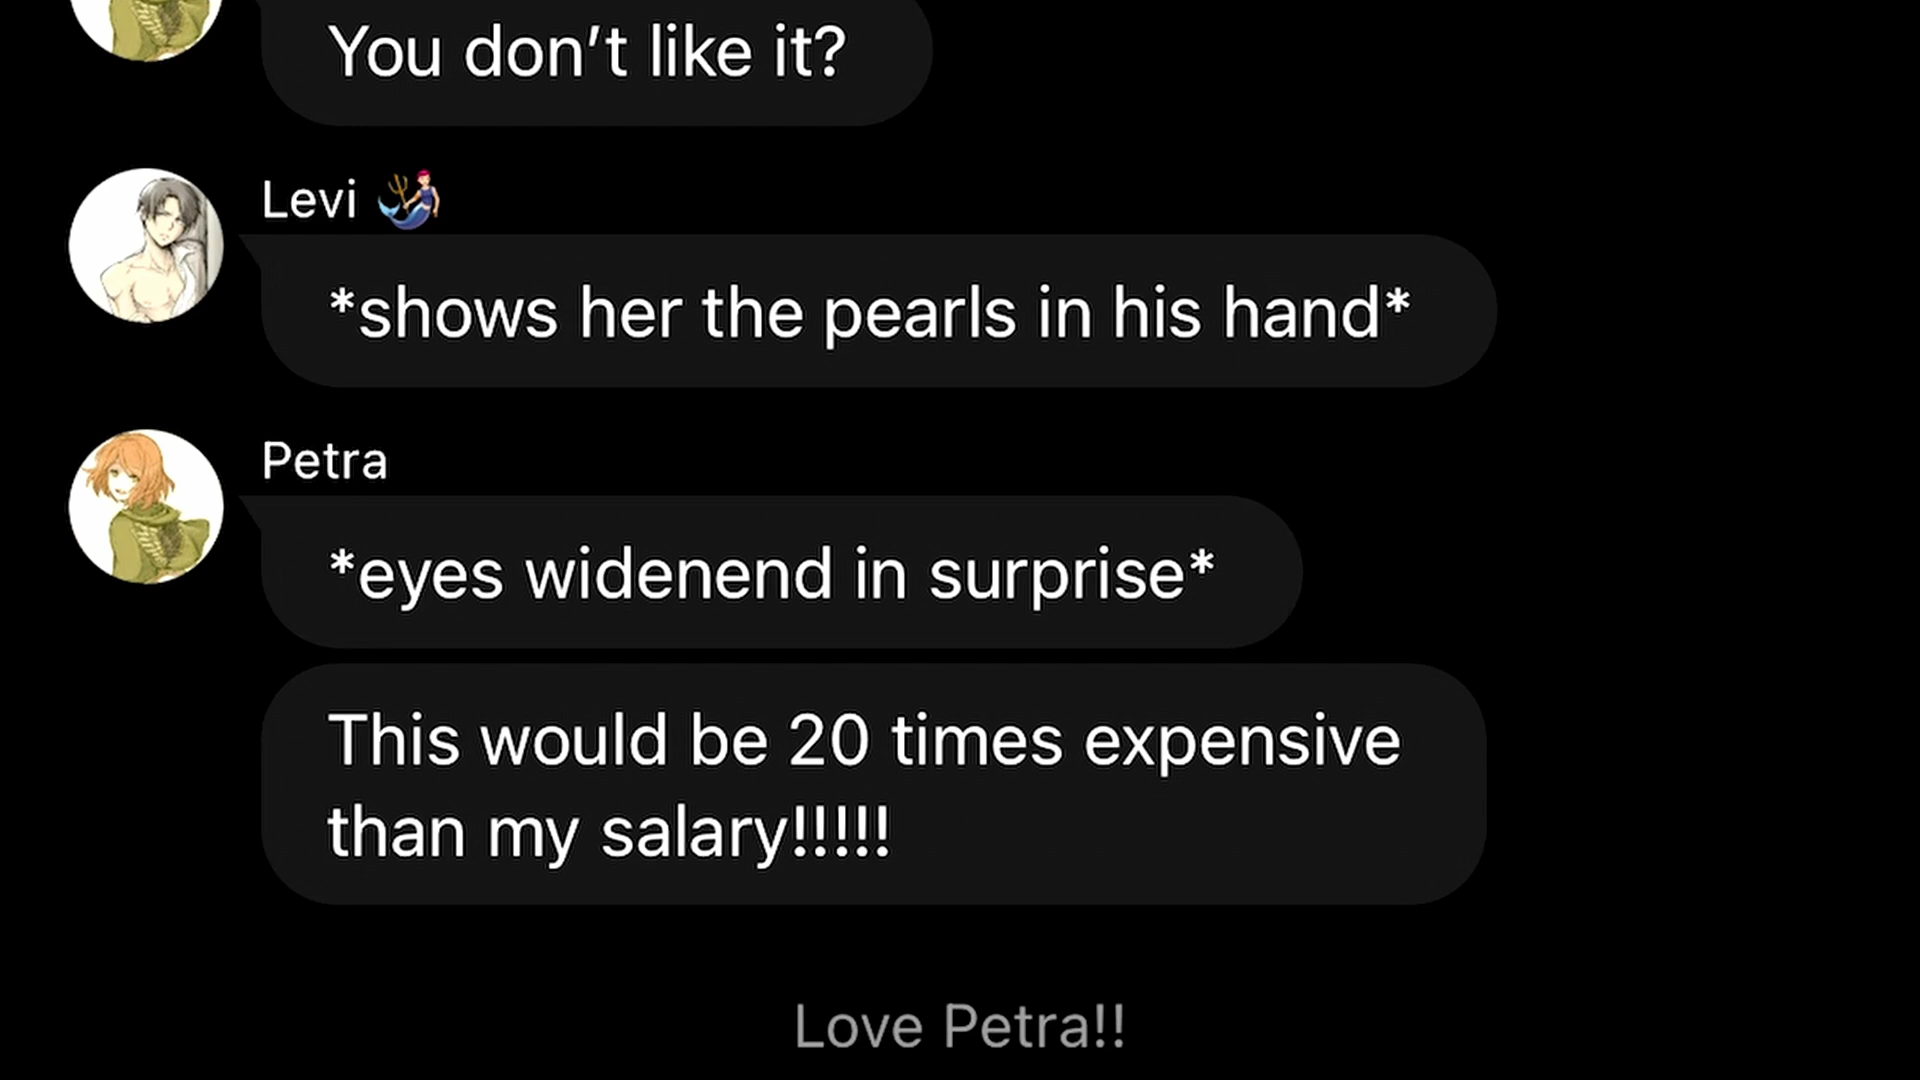 You don't like it?
Levi 🧜‍♂️
*shows her the pearls in his hand*
Petra
*eyes widenend in surprise*
This would be 20 times expensive
than my salary!!!!!
Love Petra!!